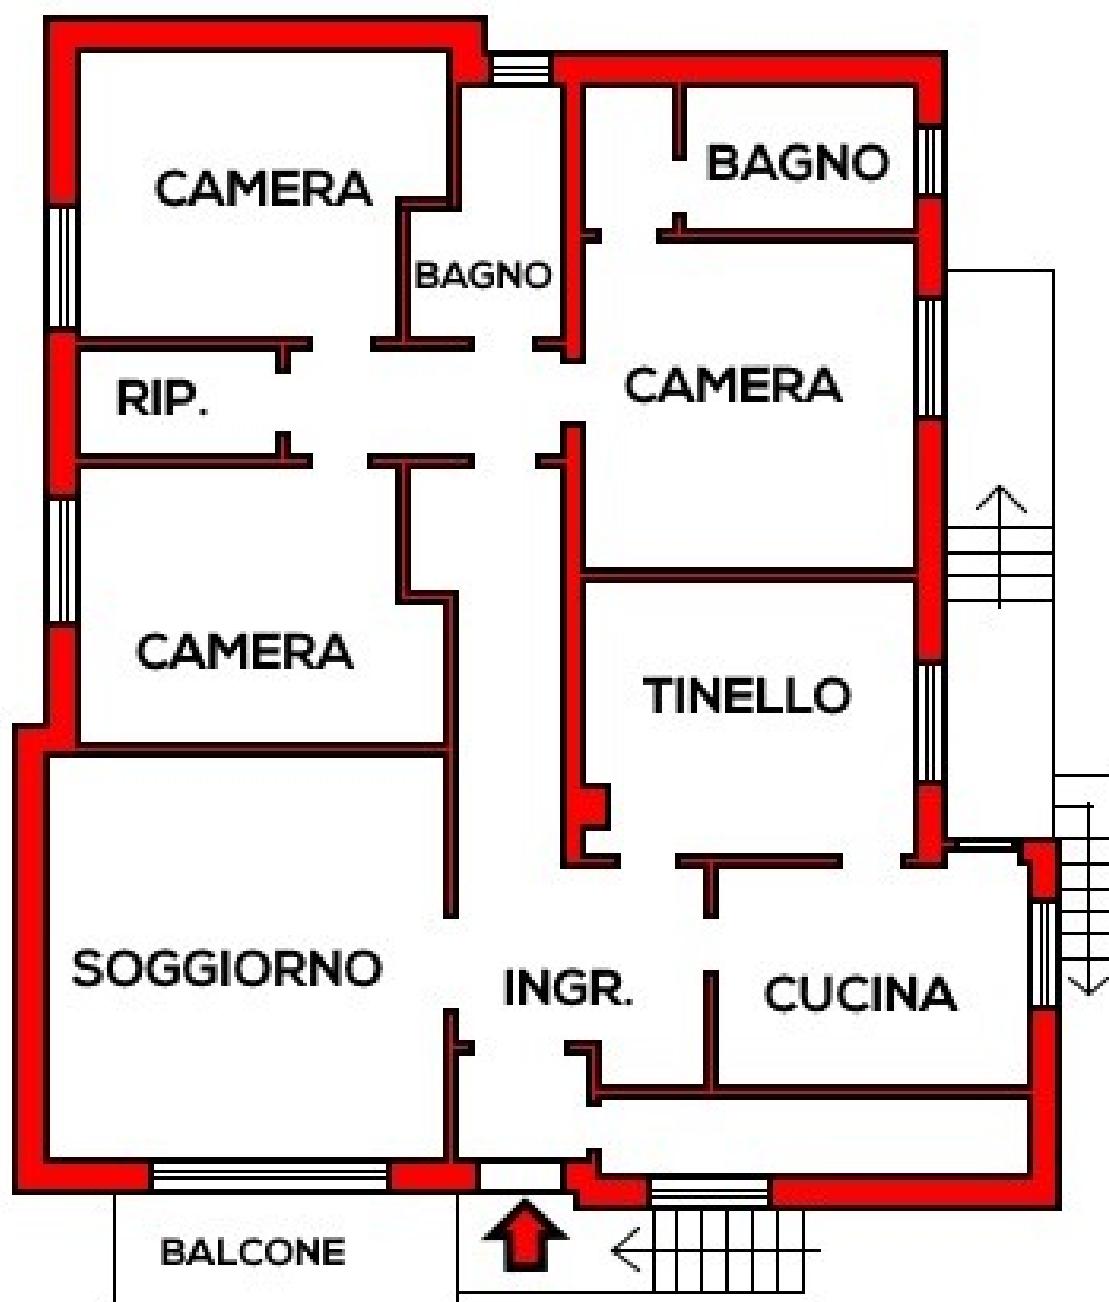 CAMERA
BAGNO
BAGNO
RIP.
CAMERA
CAMERA
TINELLO
SOGGIORNO
INGR.
CUCINA
BALCONE